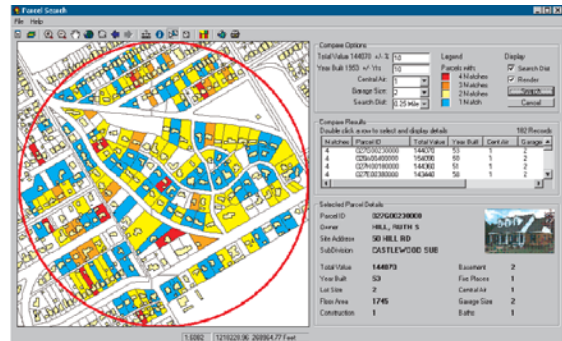 Parcel Search
File Help
Compare Options
Total Value 144070 +/- % 10
Year Built 1953 +/- Yrs 10
Central Air: 1
Garage Size: 2
Search Dist: 0.25 Mile
Legend
Parcels with:
4 Matches
3 Matches
2 Matches
1 Match
Display
Search Dist
Render
Search
Cancel
Compare Results
Double click a row to select and display details 182 Records
Matches Parcel ID Total Value Year Built Cent Air Garage
4 027G00230000 144070 53 1 2
4 154390 60 1 2
4 144360 51 1 2
4 143440 58 1 2
Selected Parcel Details
Parcel ID 027G00230000
Owner HILL, RUTH S
Site Address 50 HILL RD
SubDivision CASTLEWOOD SUB
Total Value 144070 Basement 2
Year Built 53 Fire Places 1
Lot Size 2 Central Air 1
Floor Area 1745 Garage Size 2
Construction 1 Baths 1